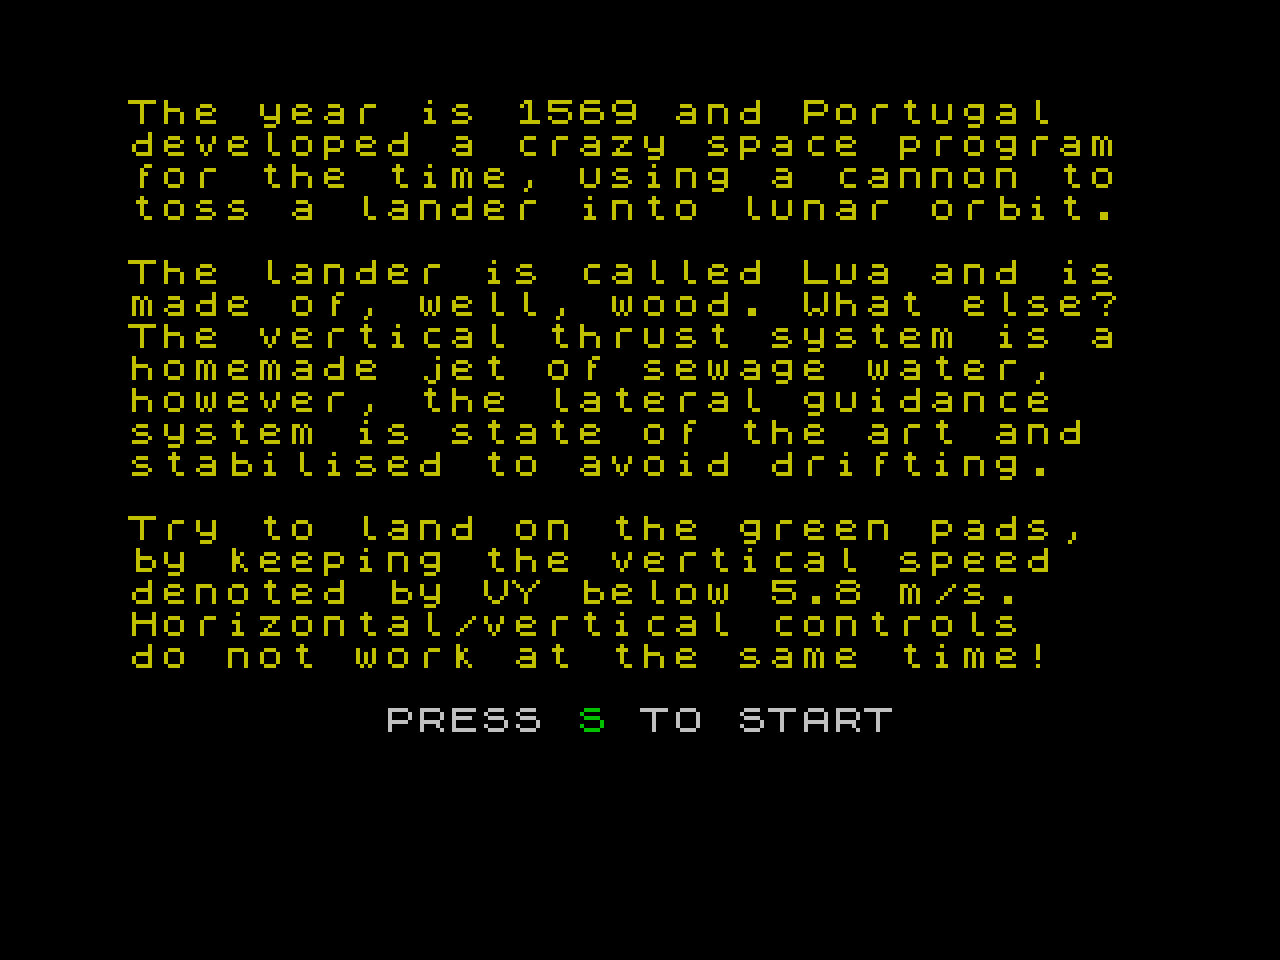 The year is 1569 and Portugal
developed a crazy space program
for the time, using a cannon to
toss a lander into lunar orbit.
The lander is called Lua and is
made of, well, wood. What else?
The vertical thrust system is a
homemade jet of sewage water,
however, the lateral guidance
system is state of the art and
stabilised to avoid drifting.
Try to land on the green pads,
by keeping the vertical speed
denoted by VY below 5.8 m/s.
Horizontal/vertical controls
do not work at the same time!
PRESS S TO START